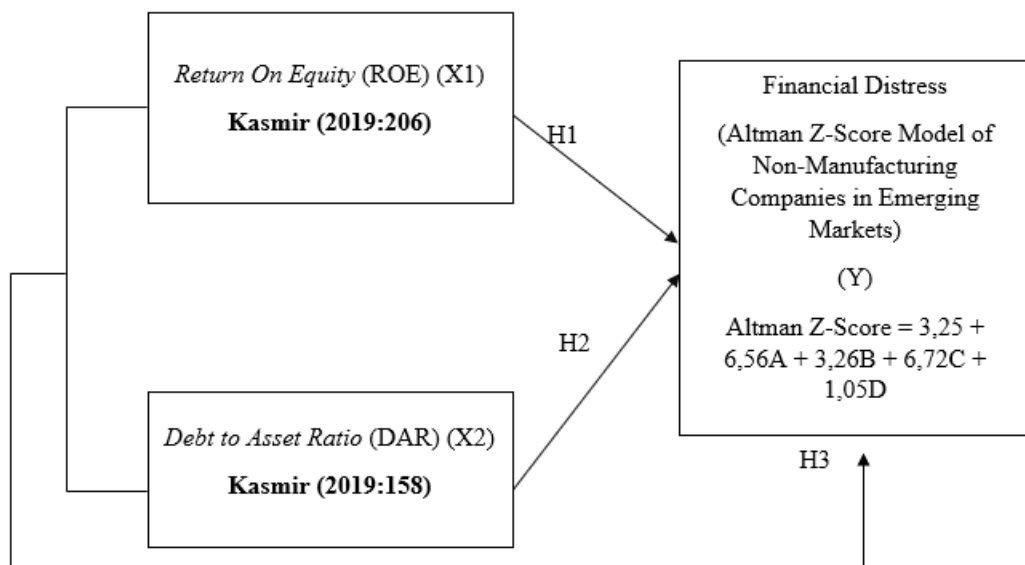 Return On Equity (ROE) (X1)
Kasmir (2019:206)
H1
Debt to Asset Ratio (DAR) (X2)
Kasmir (2019:158)
H2
Financial Distress
(Altman Z-Score Model of
Non-Manufacturing
Companies in Emerging
Markets)
(Y)
Altman Z-Score = 3,25 +
6,56A + 3,26B + 6,72C +
1,05D
H3